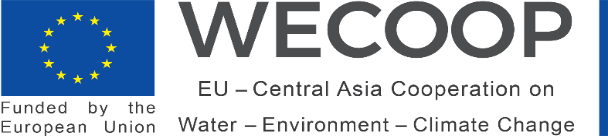 WECOOP
EU – Central Asia Cooperation on
Water – Environment – Climate Change
Funded by the
European Union